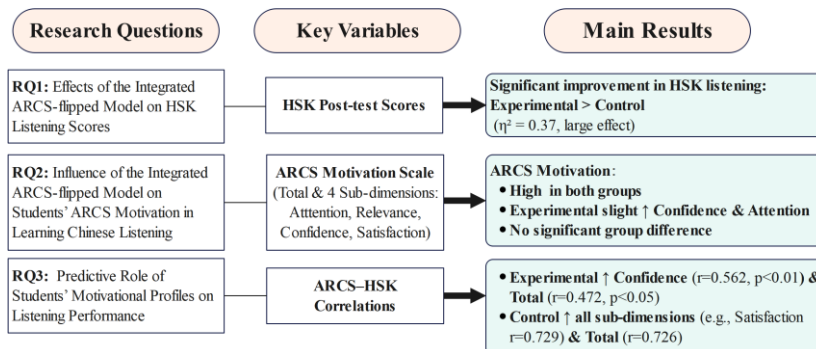 Research Questions
Key Variables
Main Results
RQ1: Effects of the Integrated
ARCS-flipped Model on HSK
Listening Scores
HSK Post-test Scores
Significant improvement in HSK listening:
Experimental > Control
(η² = 0.37, large effect)
RQ2: Influence of the Integrated
ARCS-flipped Model on
Students’ ARCS Motivation in
Learning Chinese Listening
ARCS Motivation Scale
(Total & 4 Sub-dimensions:
Atttention, Relevance,
Confidence, Satisfaction)
ARCS Motivation:
● High in both groups
● Experimental slight ↑ Confidence & Attention
● No significant group difference
RQ3: Predictive Role of
Students’ Motivational Profiles on
Listening Performance
ARCS–HSK
Correlations
● Experimental ↑ Confidence (r=0.562, p<0.01) &
Total (r=0.472, p<0.05)
● Control ↑ all sub-dimensions (e.g., Satisfaction
r=0.729) & Total (r=0.726)